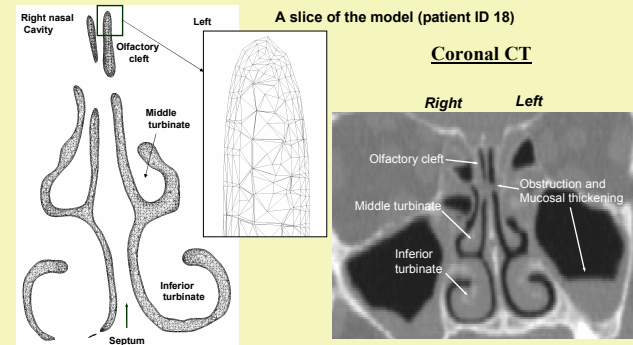 A slice of the model (patient ID 18)
Right nasal
Cavity
Left
Olfactory
cleft
Middle
turbinate
Inferior
turbinate
Septum
Coronal CT
Right
Left
Olfactory cleft
Obstruction and
Mucosal thickening
Middle turbinate
Inferior
turbinate